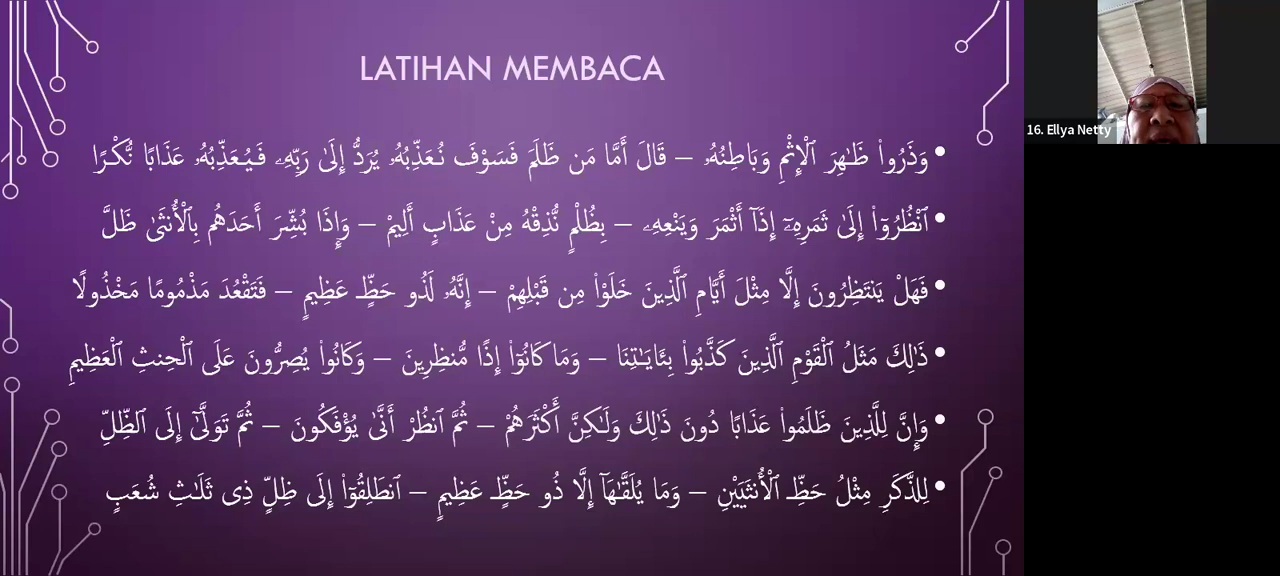 LATIHAN MEMBACA
• وَذَرُوا۟ ظَـٰهِرَ ٱلْإِثْمِ وَبَاطِنَهُۥ – قَالَ أَمَّا مَن ظَلَمَ فَسَوْفَ نُعَذِّبُهُۥ يُرَدُّ إِلَىٰ رَبِّهِۦ فَيُعَذِّبُهُۥ عَذَابًا نُّكْرًا
• ٱنْظُرُوٓا۟ إِلَىٰ ثَمَرِهِۦٓ إِذَآ أَثْمَرَ وَيَنْعِهِۦ – بِظُلْمٍ نُّذِقْهُ مِنْ عَذَابٍ أَلِيمْ – وَإِذَا بُشِّرَ أَحَدَهُم بِٱلْأُنثَىٰ ظَلَّ
• فَهَلْ يَنتَظِرُونَ إِلَّا مِثْلَ أَيَّامِ ٱلَّذِينَ خَلَوْا۟ مِن قَبْلِهِمْ – إِنَّهُۥ لَذُو حَظٍّ عَظِيمٍ – فَتَقْعُدَ مَذْمُومًا مَخْذُولًا
• ذَٰلِكَ مَثَلُ ٱلْقَوْمِ ٱلَّذِينَ كَذَّبُوا۟ بِـَٔايَـٰتِنَا – وَمَا كَانُوٓا۟ إِذًا مُّنظِرِينَ – وَكَانُوا۟ يُصِرُّونَ عَلَى ٱلْحِنثِ ٱلْعَظِيمِ
• وَإِنَّ لِلَّذِينَ ظَلَمُوا۟ عَذَابًا دُونَ ذَٰلِكَ وَلَـٰكِنَّ أَكْثَرَهُمْ – ثُمَّ ٱنظُرْ أَنَّىٰ يُؤْفَكُونَ – ثُمَّ تَوَلَّىٰٓ إِلَى ٱلظِّلِّ
• لِلذَّكَرِ مِثْلُ حَظِّ ٱلْأُنثَيَيْنِ – وَمَا يُلَقَّىٰهَآ إِلَّا ذُو حَظٍّ عَظِيمٍ – ٱنطَلِقُوٓا۟ إِلَى ظِلٍّ ذِى ثَلَـٰثِ شُعَبٍ
16. Ellya Netty